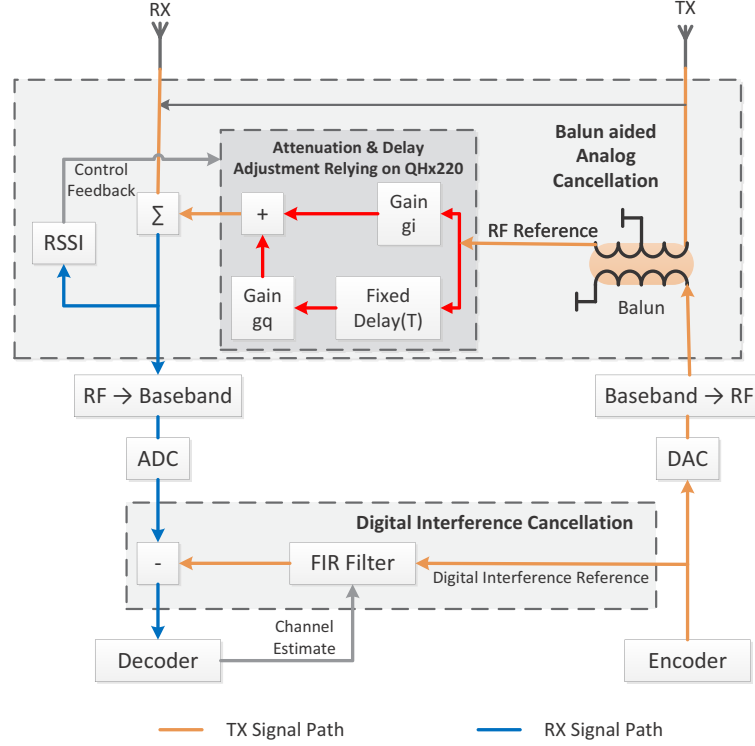 RX
TX
Attenuation & Delay
Adjustment Relying on QHx220
Balun aided
Analog
Cancellation
Control
Feedback
Σ
+
Gain
gi
RF Reference
RSSI
Gain
gq
Fixed
Delay(T)
Balun
RF → Baseband
Baseband → RF
ADC
DAC
Digital Interference Cancellation
-
FIR Filter
Digital Interference Reference
Channel
Estimate
Decoder
Encoder
TX Signal Path
RX Signal Path